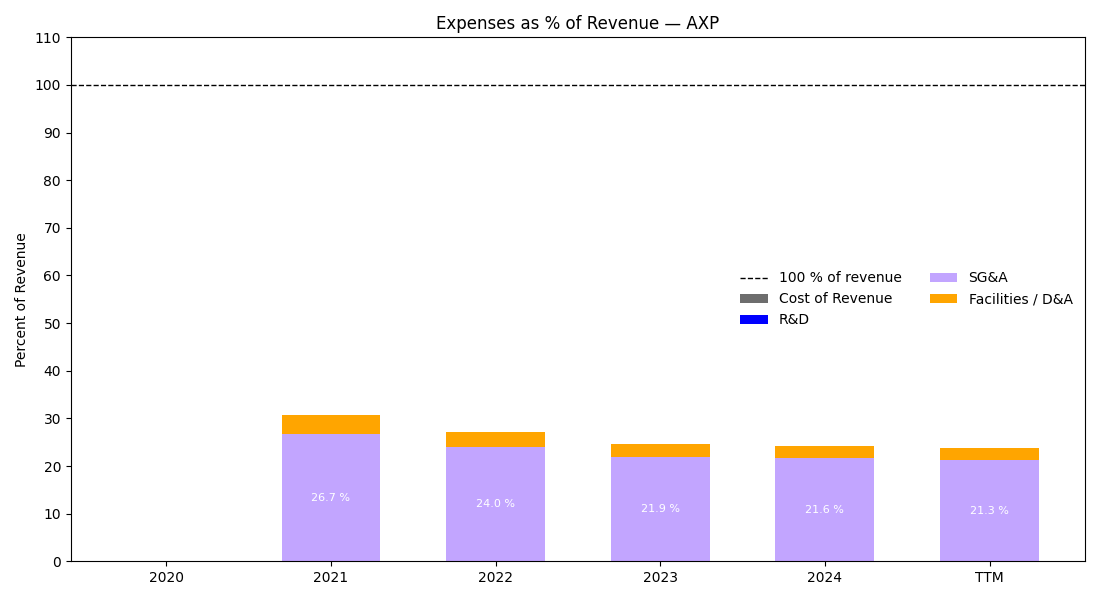 Expenses as % of Revenue — AXP
Percent of Revenue
110
100
90
80
70
60
50
40
30
20
10
0
100 % of revenue
Cost of Revenue
R&D
SG&A
Facilities / D&A
26.7 %
24.0 %
21.9 %
21.6 %
21.3 %
2020
2021
2022
2023
2024
TTM